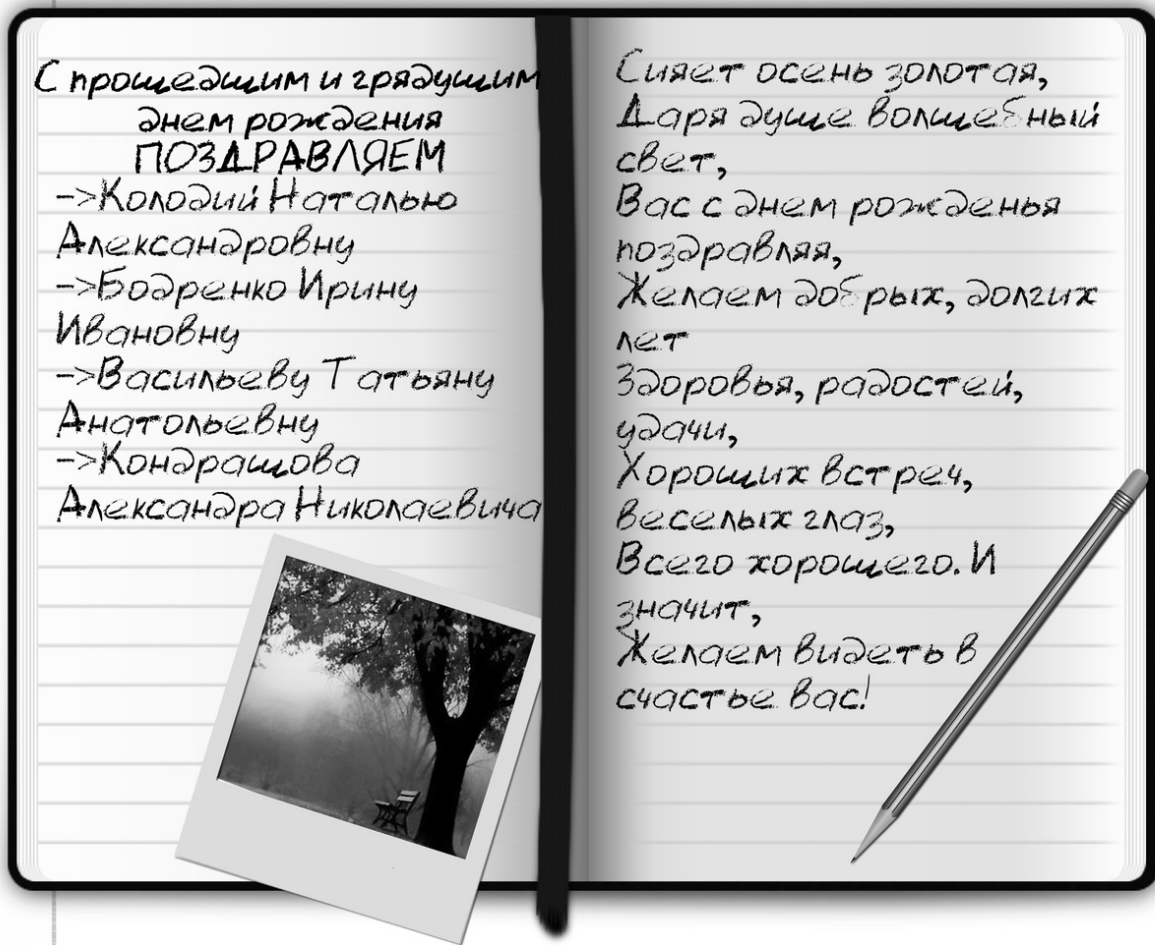 С прошедшим и грядущим
днем рождения
ПОЗДРАВЛЯЕМ
->Колодий Наталью
Александровну
->Бодренко Ирину
Ивановну
->Васильеву Татьяну
Анатольевну
->Кондрашова
Александра Николаевича
Сияет осень золотая,
Даря душе волшебный
свет,
Вас с днем рожденья
поздравляя,
Желаем добрых, долгих
лет
Здоровья, радостей,
удачи,
Хороших встреч,
веселых глаз,
Всего хорошего. И
значит,
Желаем видеть в
счастье вас!